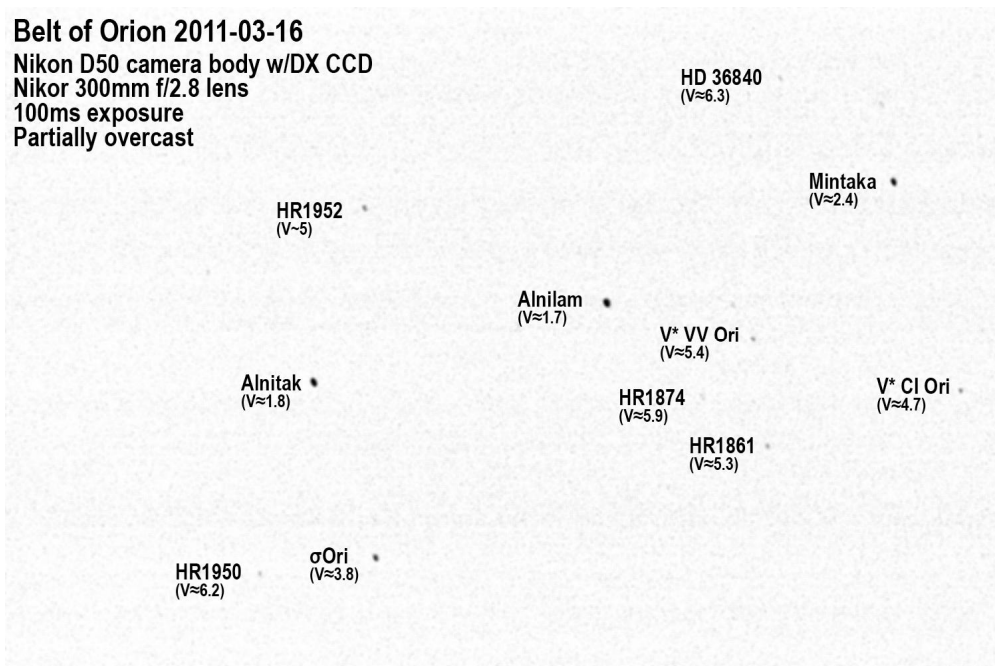 Belt of Orion 2011-03-16
Nikon D50 camera body w/DX CCD
Nikor 300mm f/2.8 lens
100ms exposure
Partially overcast
HD 36840
(V≈6.3)
Mintaka
(V≈2.4)
HR1952
(V~5)
Alnilam
(V≈1.7)
V* VV Ori
(V≈5.4)
Alnitak
(V≈1.8)
V* CI Ori
(V≈4.7)
HR1874
(V≈5.9)
HR1861
(V≈5.3)
σOri
(V≈3.8)
HR1950
(V≈6.2)